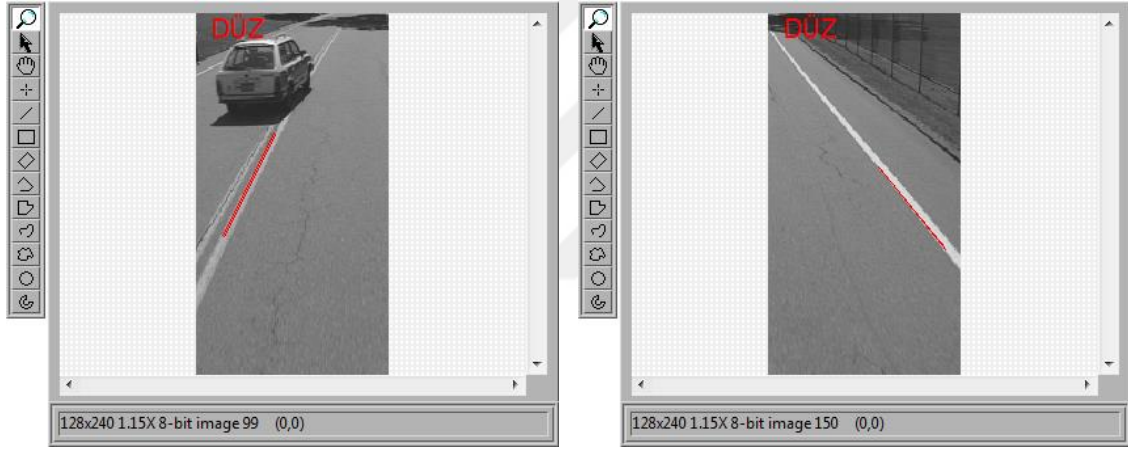 DÜZ
128x240 1.15X 8-bit image 99 (0,0)
DÜZ
128x240 1.15X 8-bit image 150 (0,0)